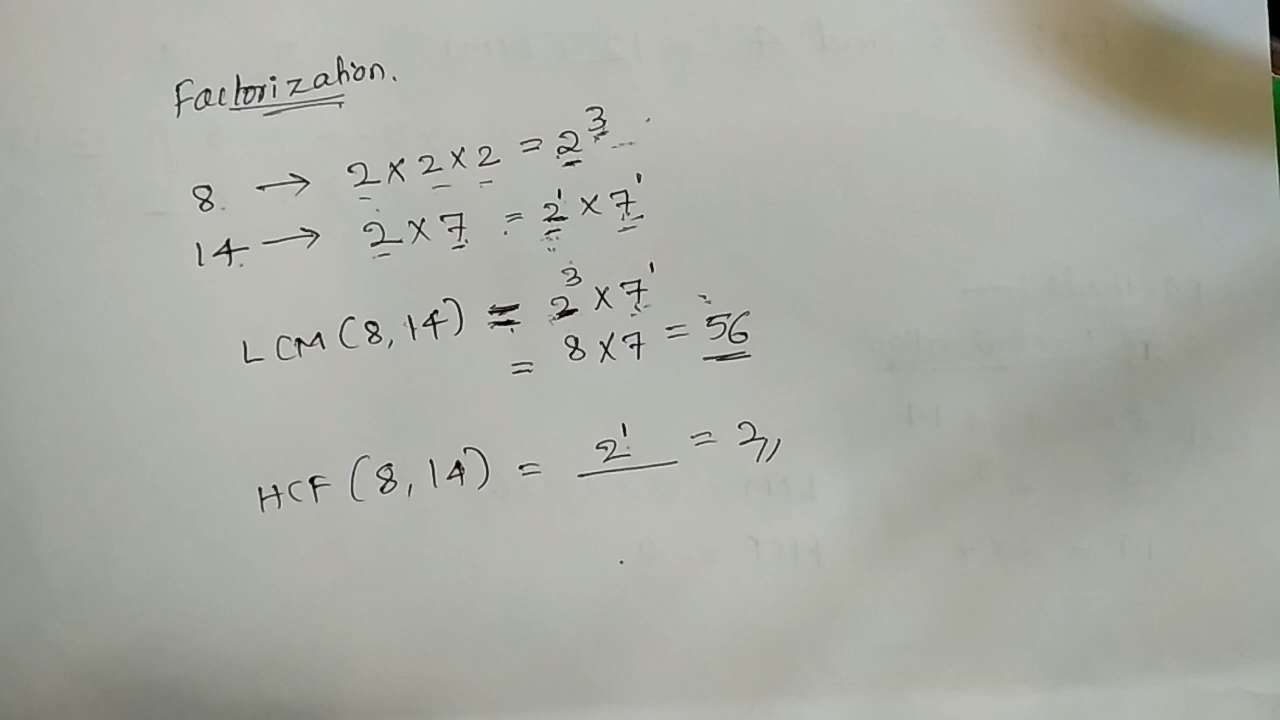 Factorization.
8 → 2 × 2 × 2 = 2³
14 → 2 × 7 = 2¹ × 7¹
LCM (8, 14) = 2³ × 7¹
= 8 × 7 = 56
HCF (8, 14) = 2¹ = 2,,